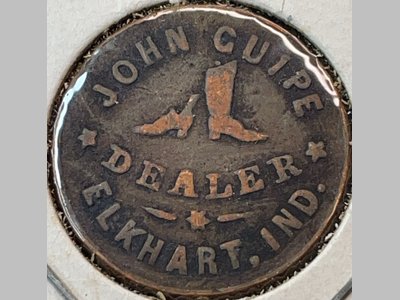 JOHN GUIPE
DEALER
ELKHART, IND.